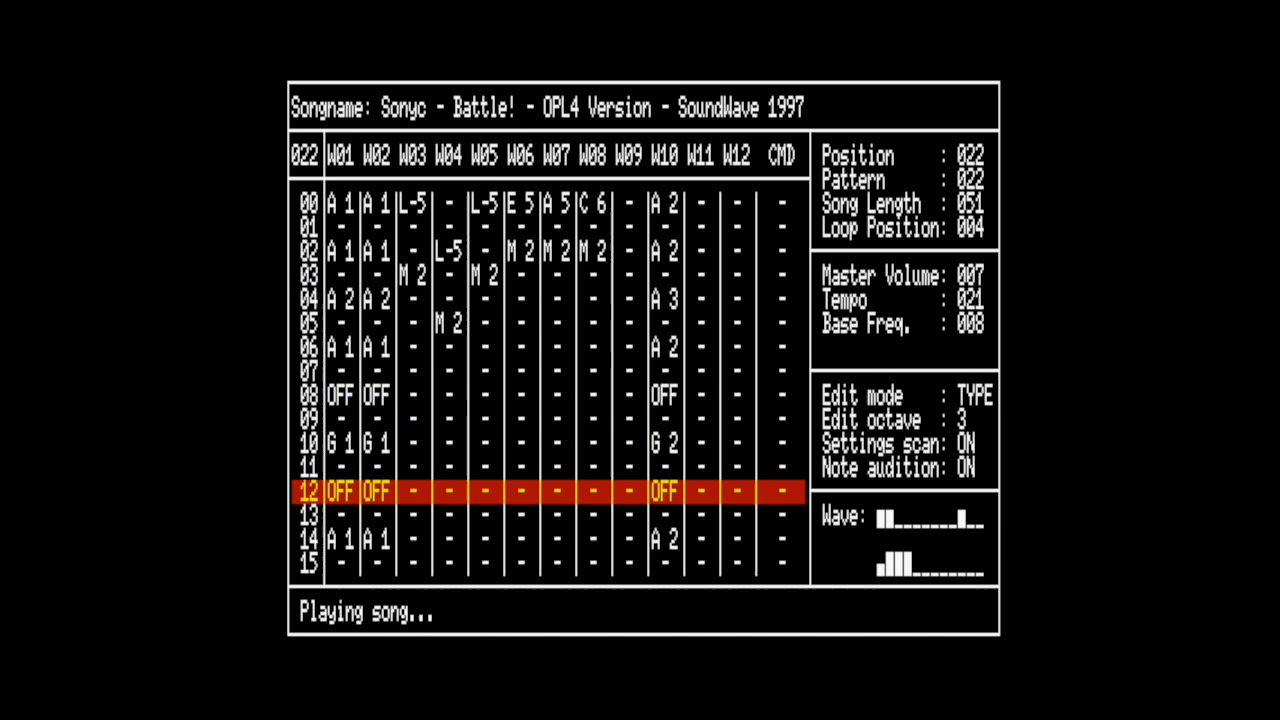 Songname: Sonyc - Battle! - OPL4 Version - SoundWave 1997
022 W01 W02 W03 W04 W05 W06 W07 W08 W09 W10 W11 W12 CMD
00 A 1 A 1 L-5 - L-5 E 5 A 5 C 6 - A 2 - - -
01 - - - - - - - - - - - - -
02 A 1 A 1 - L-5 - M 2 M 2 M 2 - A 2 - - -
03 - - M 2 - M 2 - - - - - - - -
04 A 2 A 2 - - - - - - - A 3 - - -
05 - - - M 2 - - - - - - - - -
06 A 1 A 1 - - - - - - - A 2 - - -
07 - - - - - - - - - - - - -
08 OFF OFF - - - - - - - OFF - - -
09 - - - - - - - - - - - - -
10 G 1 G 1 - - - - - - - G 2 - - -
11 - - - - - - - - - - - - -
12 OFF OFF - - - - - - - OFF - - -
13 - - - - - - - - - - - - -
14 A 1 A 1 - - - - - - - A 2 - - -
15 - - - - - - - - - - - - -
Position : 022
Pattern : 022
Song Length : 051
Loop Position: 004
Master Volume: 007
Tempo : 021
Base Freq. : 008
Edit mode : TYPE
Edit octave : 3
Settings scan: ON
Note audition: ON
Wave:
Playing song...